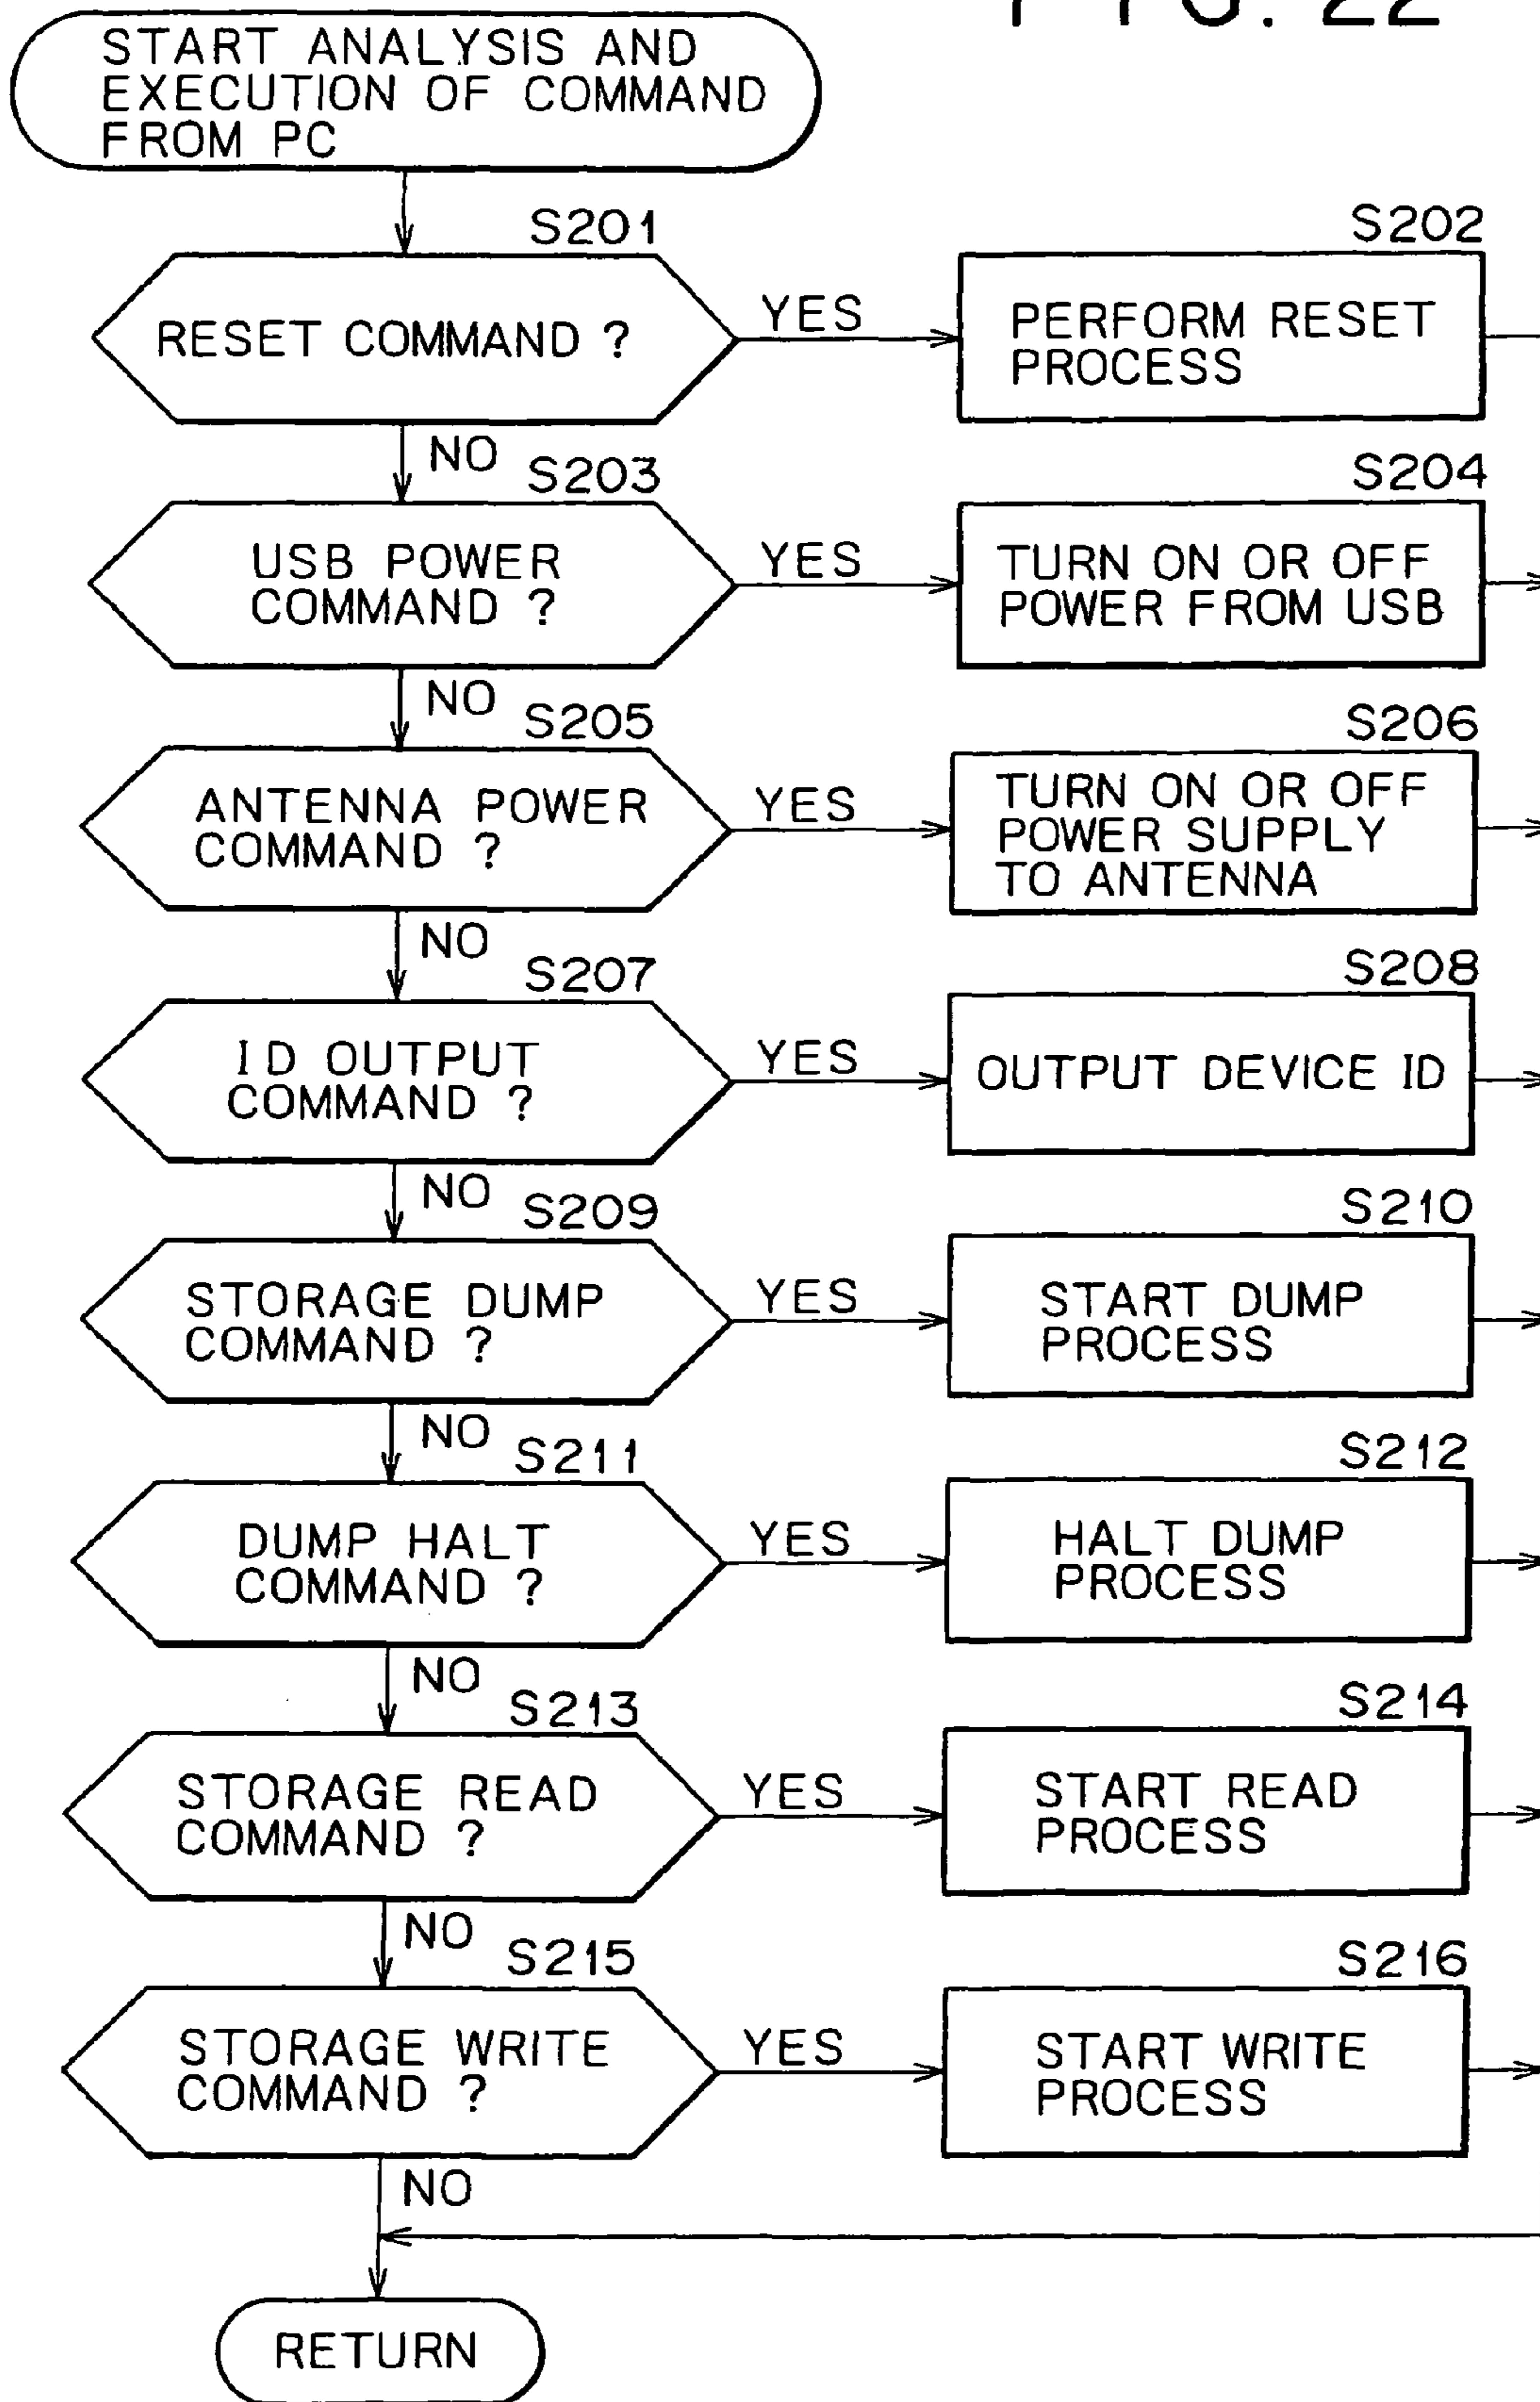 FIG. 22
START ANALYSIS AND
EXECUTION OF COMMAND
FROM PC
S201
RESET COMMAND ?
YES
S202
PERFORM RESET
PROCESS
NO
S203
USB POWER
COMMAND ?
YES
S204
TURN ON OR OFF
POWER FROM USB
NO
S205
ANTENNA POWER
COMMAND ?
YES
S206
TURN ON OR OFF
POWER SUPPLY
TO ANTENNA
NO
S207
ID OUTPUT
COMMAND ?
YES
S208
OUTPUT DEVICE ID
NO
S209
STORAGE DUMP
COMMAND ?
YES
S210
START DUMP
PROCESS
NO
S211
DUMP HALT
COMMAND ?
YES
S212
HALT DUMP
PROCESS
NO
S213
STORAGE READ
COMMAND ?
YES
S214
START READ
PROCESS
NO
S215
STORAGE WRITE
COMMAND ?
YES
S216
START WRITE
PROCESS
NO
RETURN